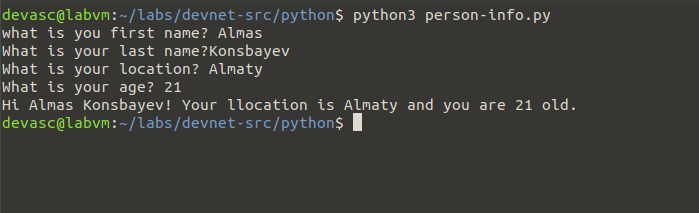 devasc@labvm:~/labs/devnet-src/python$ python3 person-info.py
what is you first name? Almas
What is your last name?Konsbayev
What is your location? Almaty
What is your age? 21
Hi Almas Konsbayev! Your llocation is Almaty and you are 21 old.
devasc@labvm:~/labs/devnet-src/python$